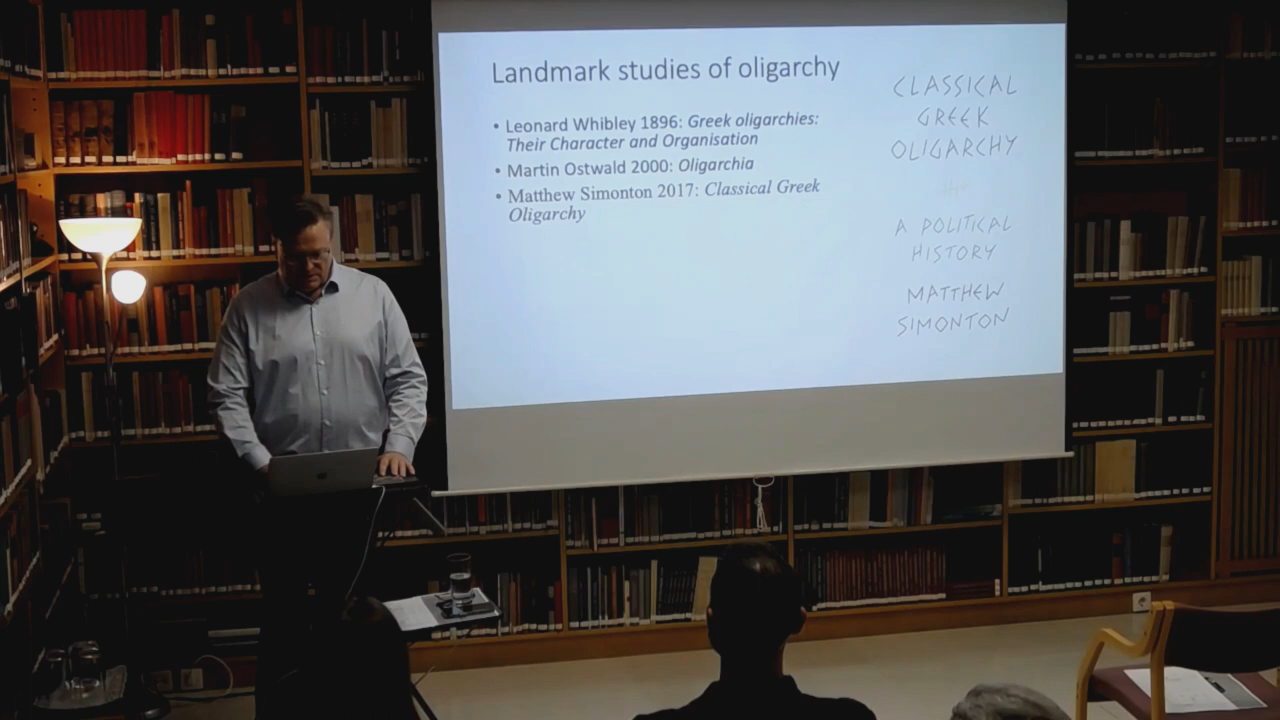 Landmark studies of oligarchy
• Leonard Whibley 1896: Greek oligarchies:
Their Character and Organisation
• Martin Ostwald 2000: Oligarchia
• Matthew Simonton 2017: Classical Greek
Oligarchy
CLASSICAL
GREEK
OLIGARCHY
A POLITICAL
HISTORY
MATTHEW
SIMONTON